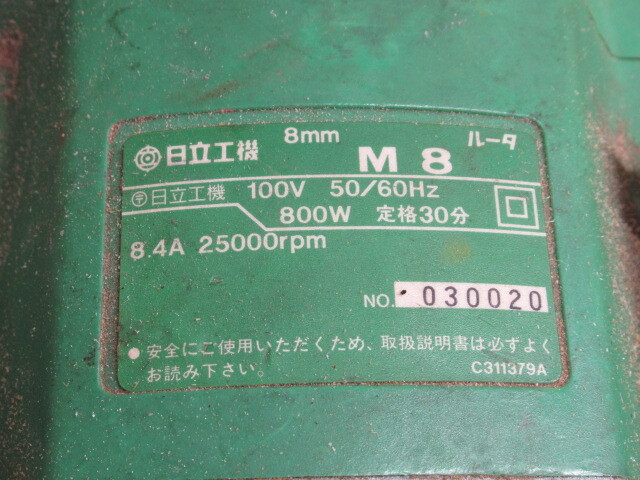 日立工機 8mm M8 ルータ
〒日立工機 100V 50/60Hz
800W 定格30分
8.4A 25000rpm
NO. 030020
●安全にご使用いただくため、取扱説明書は必ずよく
お読み下さい。
C311379A